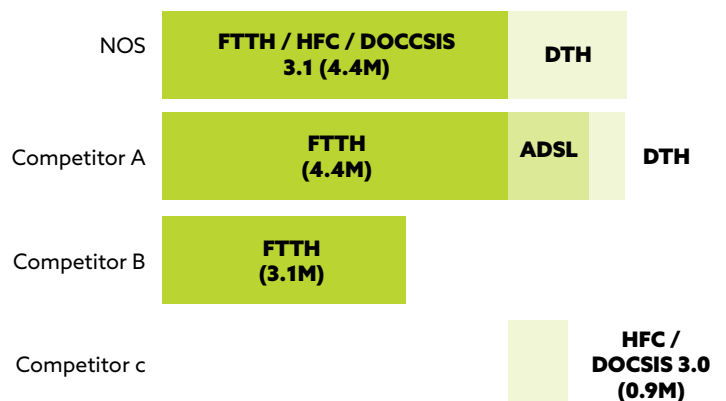 NOS
FTTH / HFC / DOCCSIS
3.1 (4.4M)
DTH
Competitor A
FTTH
(4.4M)
ADSL
DTH
Competitor B
FTTH
(3.1M)
Competitor c
HFC /
DOCSIS 3.0
(0.9M)